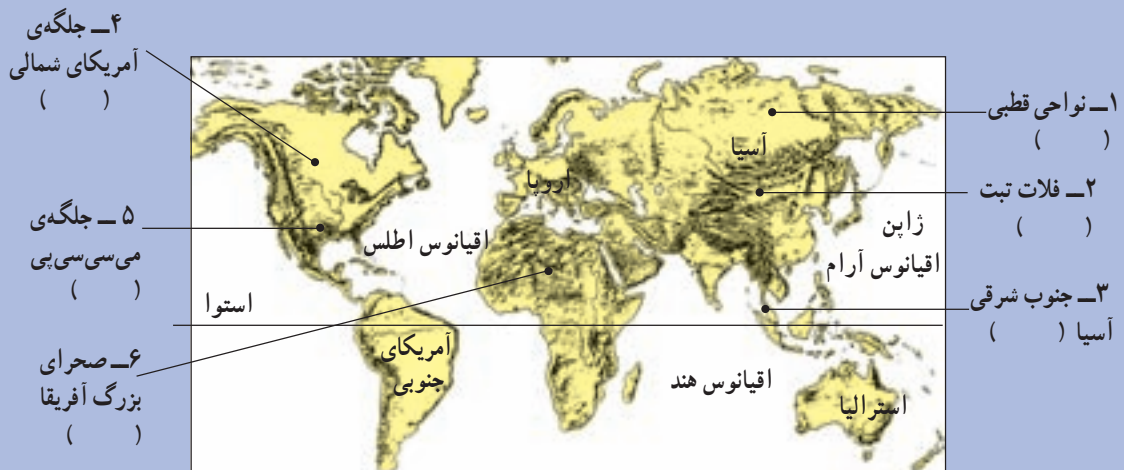 ۱ــ نواحی قطبی
(          )
۲ــ فلات تبت
(          )
۳ــ جنوب شرقی
آسیا (          )
۴ــ جلگه‌ی
آمریکای شمالی
(          )
۵ ــ جلگه‌ی
می‌سی‌سی‌پی
(          )
۶ــ صحرای
بزرگ آفریقا
(          )
آسیا
اروپا
ژاپن
اقیانوس آرام
اقیانوس اطلس
استوا
آمریکای
جنوبی
اقیانوس هند
استرالیا